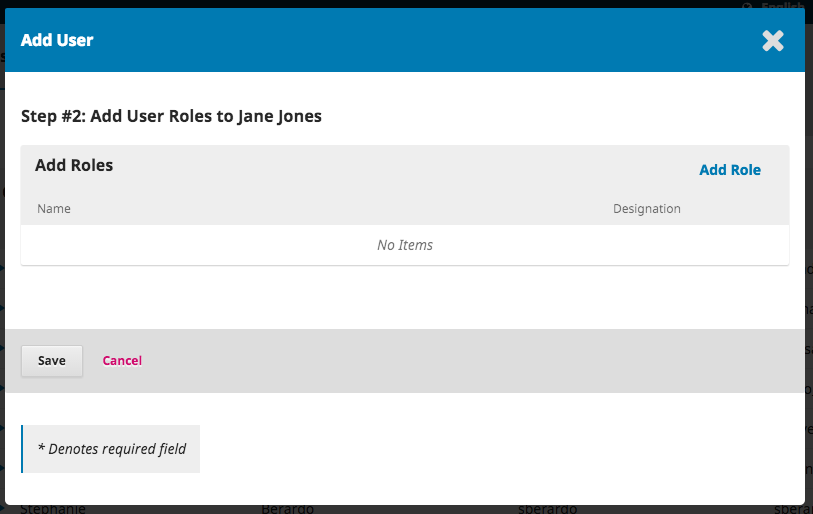 English
Add User
Step #2: Add User Roles to Jane Jones
Add Roles
Add Role
Name Designation
No Items
Save Cancel
* Denotes required field
Stephanie Berardo sberardo